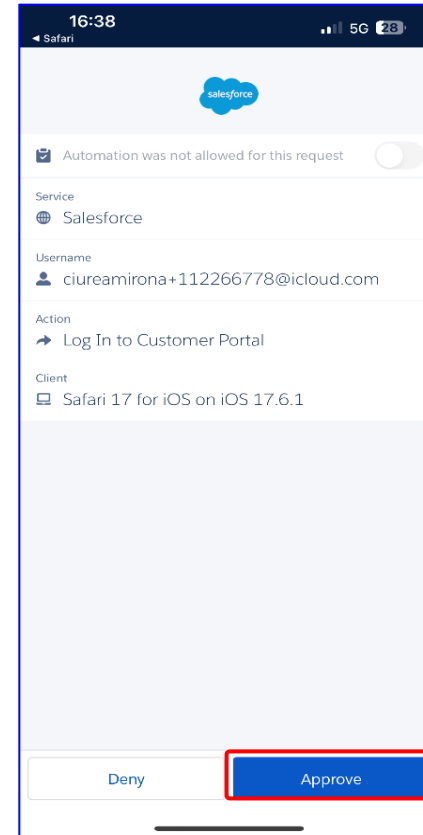 16:38
◄ Safari
5G 28
salesforce
Automation was not allowed for this request
Service
Salesforce
Username
ciureamirona+112266778@icloud.com
Action
Log In to Customer Portal
Client
Safari 17 for iOS on iOS 17.6.1
Deny Approve